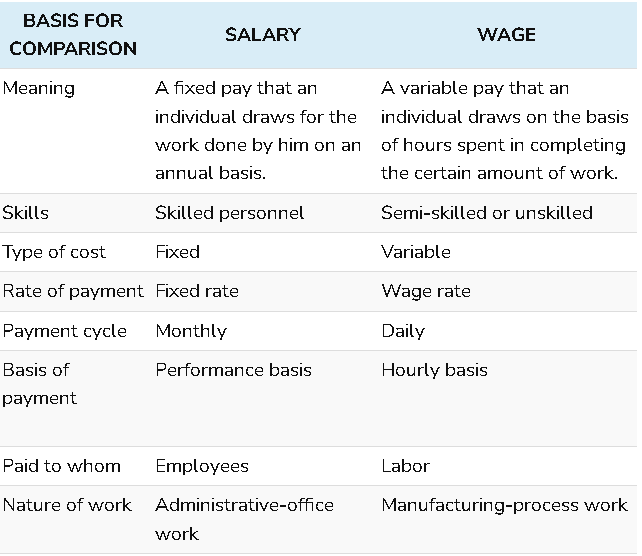 BASIS FOR COMPARISON SALARY WAGE
Meaning A fixed pay that an individual draws for the work done by him on an annual basis. A variable pay that an individual draws on the basis of hours spent in completing the certain amount of work.
Skills Skilled personnel Semi-skilled or unskilled
Type of cost Fixed Variable
Rate of payment Fixed rate Wage rate
Payment cycle Monthly Daily
Basis of payment Performance basis Hourly basis
Paid to whom Employees Labor
Nature of work Administrative-office work Manufacturing-process work